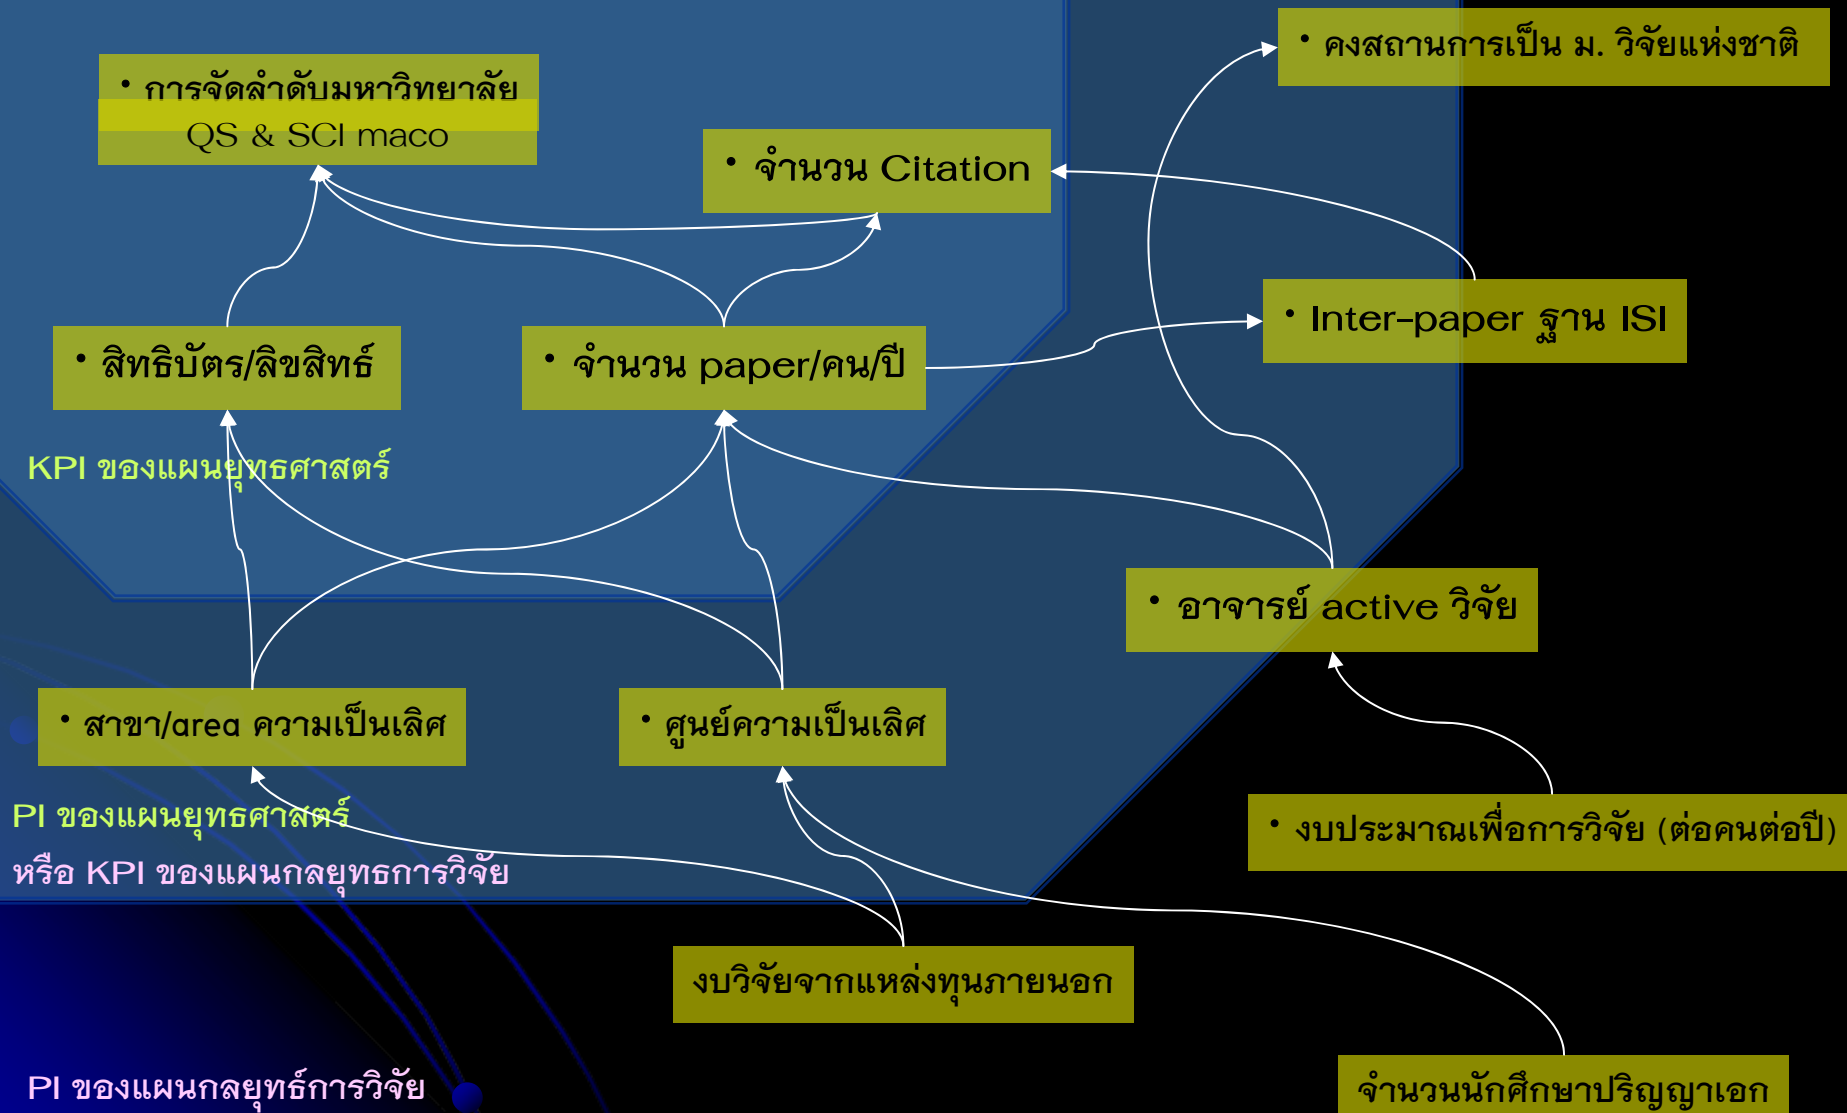 • คงสถานการเป็น ม. วิจัยแห่งชาติ
• การจัดลำดับมหาวิทยาลัย
QS & SCI maco
• จำนวน Citation
• Inter-paper ฐาน ISI
• สิทธิบัตร/ลิขสิทธ์
• จำนวน paper/คน/ปี
KPI ของแผนยุทธศาสตร์
• อาจารย์ active วิจัย
• สาขา/area ความเป็นเลิศ
• ศูนย์ความเป็นเลิศ
PI ของแผนยุทธศาสตร์
หรือ KPI ของแผนกลยุทธการวิจัย
• งบประมาณเพื่อการวิจัย (ต่อคนต่อปี)
งบวิจัยจากแหล่งทุนภายนอก
PI ของแผนกลยุทธ์การวิจัย
จำนวนนักศึกษาปริญญาเอก